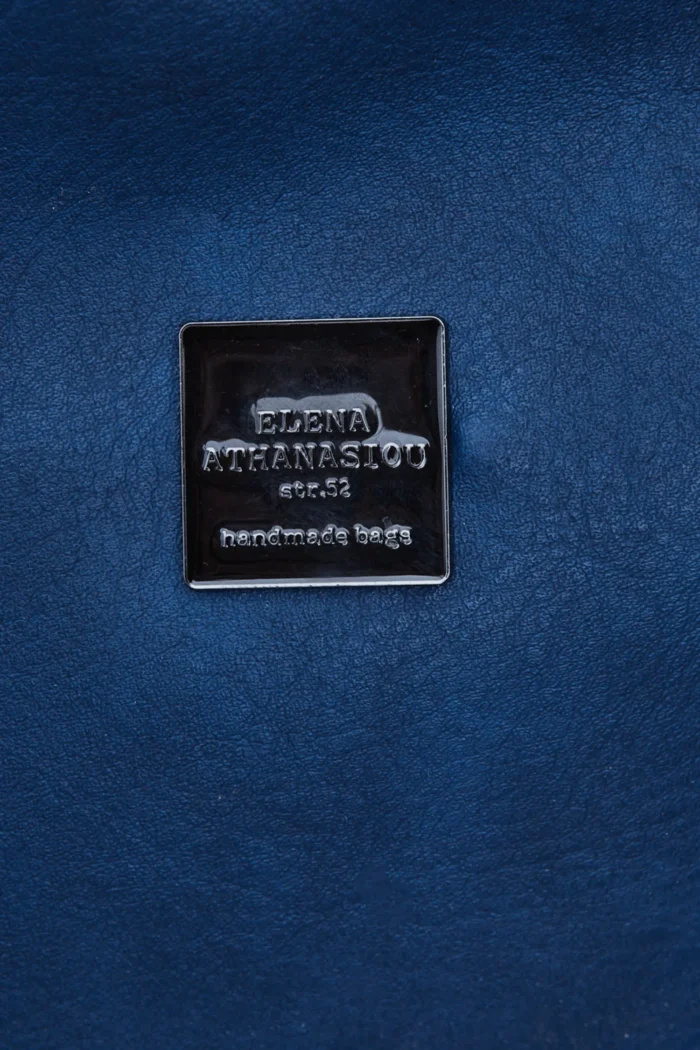 ELENA
ATHANASIOU
str.52
handmade bags